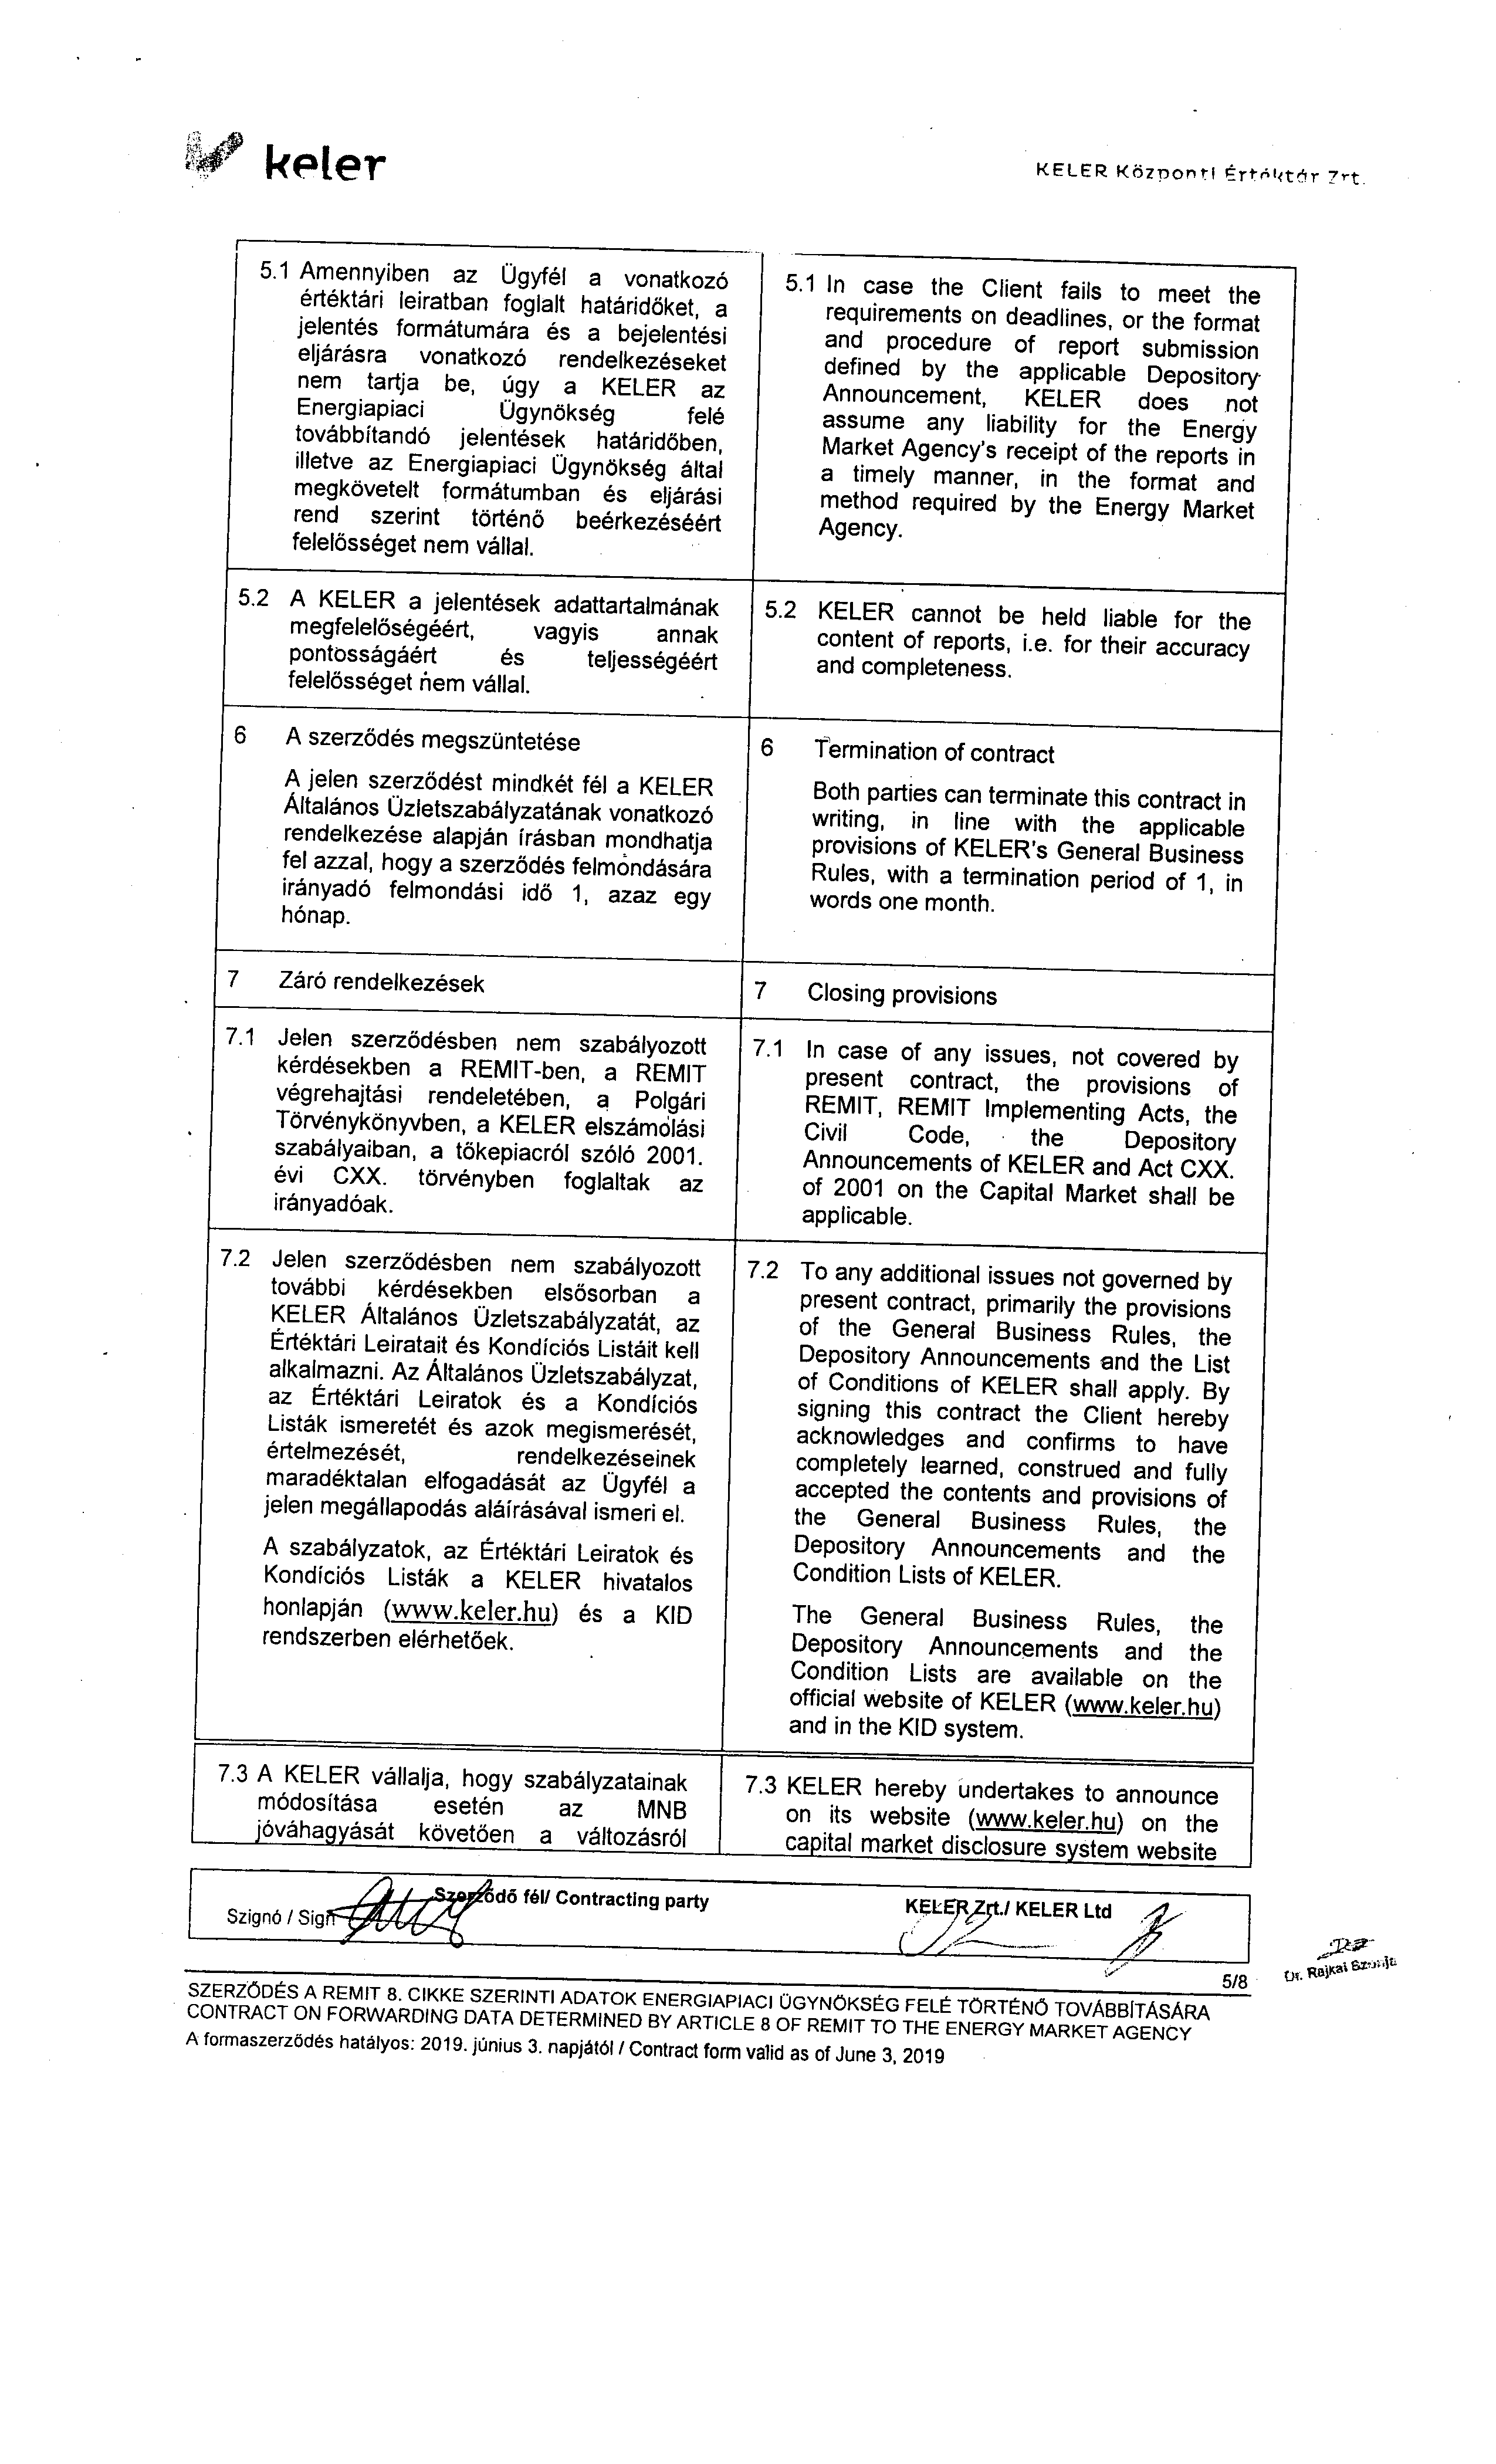 keler
KELER Központi Értéktár Zrt.
5.1 Amennyiben az Ügyfél a vonatkozó
értéktári leiratban foglalt határidőket, a
jelentés formátumára és a bejelentési
eljárásra vonatkozó rendelkezéseket
nem tartja be, úgy a KELER az
Energiapiaci Ügynökség felé
továbbítandó jelentések határidőben,
illetve az Energiapiaci Ügynökség által
megkövetelt formátumban és eljárási
rend szerint történő beérkezéséért
felelősséget nem vállal.
5.1 In case the Client fails to meet the
requirements on deadlines, or the format
and procedure of report submission
defined by the applicable Depository
Announcement, KELER does not
assume any liability for the Energy
Market Agency's receipt of the reports in
a timely manner, in the format and
method required by the Energy Market
Agency.
5.2 A KELER a jelentések adattartalmának
megfelelőségéért, vagyis annak
pontosságáért és teljességéért
felelősséget nem vállal.
5.2 KELER cannot be held liable for the
content of reports, i.e. for their accuracy
and completeness.
6 A szerződés megszüntetése
A jelen szerződést mindkét fél a KELER
Általános Üzletszabályzatának vonatkozó
rendelkezése alapján írásban mondhatja
fel azzal, hogy a szerződés felmondására
irányadó felmondási idő 1, azaz egy
hónap.
6 Termination of contract
Both parties can terminate this contract in
writing, in line with the applicable
provisions of KELER's General Business
Rules, with a termination period of 1, in
words one month.
7 Záró rendelkezések
7 Closing provisions
7.1 Jelen szerződésben nem szabályozott
kérdésekben a REMIT-ben, a REMIT
végrehajtási rendeletében, a Polgári
Törvénykönyvben, a KELER elszámolási
szabályaiban, a tőkepiacról szóló 2001.
évi CXX. törvényben foglaltak az
irányadóak.
7.1 In case of any issues, not covered by
present contract, the provisions of
REMIT, REMIT Implementing Acts, the
Civil Code, the Depository
Announcements of KELER and Act CXX.
of 2001 on the Capital Market shall be
applicable.
7.2 Jelen szerződésben nem szabályozott
további kérdésekben elsősorban a
KELER Általános Üzletszabályzatát, az
Értéktári Leiratait és Kondíciós Listáit kell
alkalmazni. Az Általános Üzletszabályzat,
az Értéktári Leiratok és a Kondíciós
Listák ismeretét és azok megismerését,
értelmezését, rendelkezéseinek
maradéktalan elfogadását az Ügyfél a
jelen megállapodás aláírásával ismeri el.
A szabályzatok, az Értéktári Leiratok és
Kondíciós Listák a KELER hivatalos
honlapján (www.keler.hu) és a KID
rendszerben elérhetőek.
7.2 To any additional issues not governed by
present contract, primarily the provisions
of the General Business Rules, the
Depository Announcements and the List
of Conditions of KELER shall apply. By
signing this contract the Client hereby
acknowledges and confirms to have
completely learned, construed and fully
accepted the contents and provisions of
the General Business Rules, the
Depository Announcements and the
Condition Lists of KELER.
The General Business Rules, the
Depository Announcements and the
Condition Lists are available on the
official website of KELER (www.keler.hu)
and in the KID system.
7.3 A KELER vállalja, hogy szabályzatainak
módosítása esetén az MNB
jóváhagyását követően a változásról
7.3 KELER hereby undertakes to announce
on its website (www.keler.hu) on the
capital market disclosure system website
Szerződő fél/ Contracting party
KELER Zrt./ KELER Ltd
Szignó / Sign
Dr. Rajkai Szonja
5/8
SZERZŐDÉS A REMIT 8. CIKKE SZERINTI ADATOK ENERGIAPIACI ÜGYNÖKSÉG FELÉ TÖRTÉNŐ TOVÁBBÍTÁSÁRA
CONTRACT ON FORWARDING DATA DETERMINED BY ARTICLE 8 OF REMIT TO THE ENERGY MARKET AGENCY
A formaszerződés hatályos: 2019. június 3. napjától / Contract form valid as of June 3, 2019